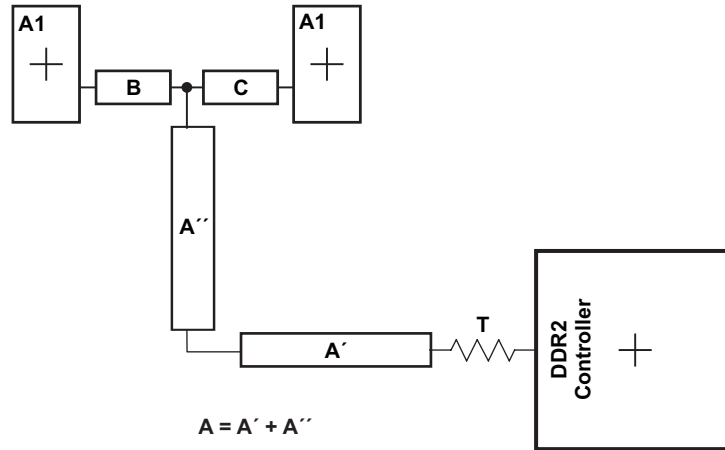 A1
A1
B
C
A´´
T
A´
DDR2
Controller
A = A´ + A´´